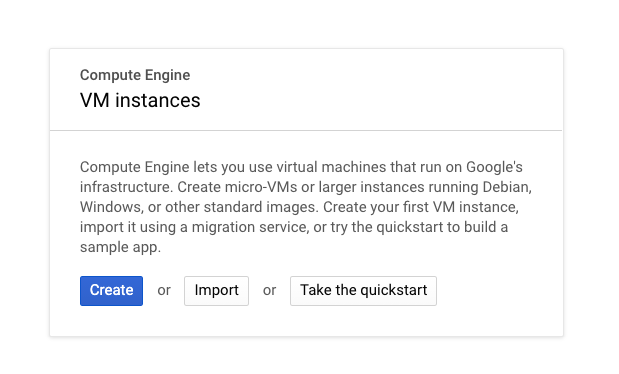 Compute Engine
VM instances
Compute Engine lets you use virtual machines that run on Google's
infrastructure. Create micro-VMs or larger instances running Debian,
Windows, or other standard images. Create your first VM instance,
import it using a migration service, or try the quickstart to build a
sample app.
Create or Import or Take the quickstart